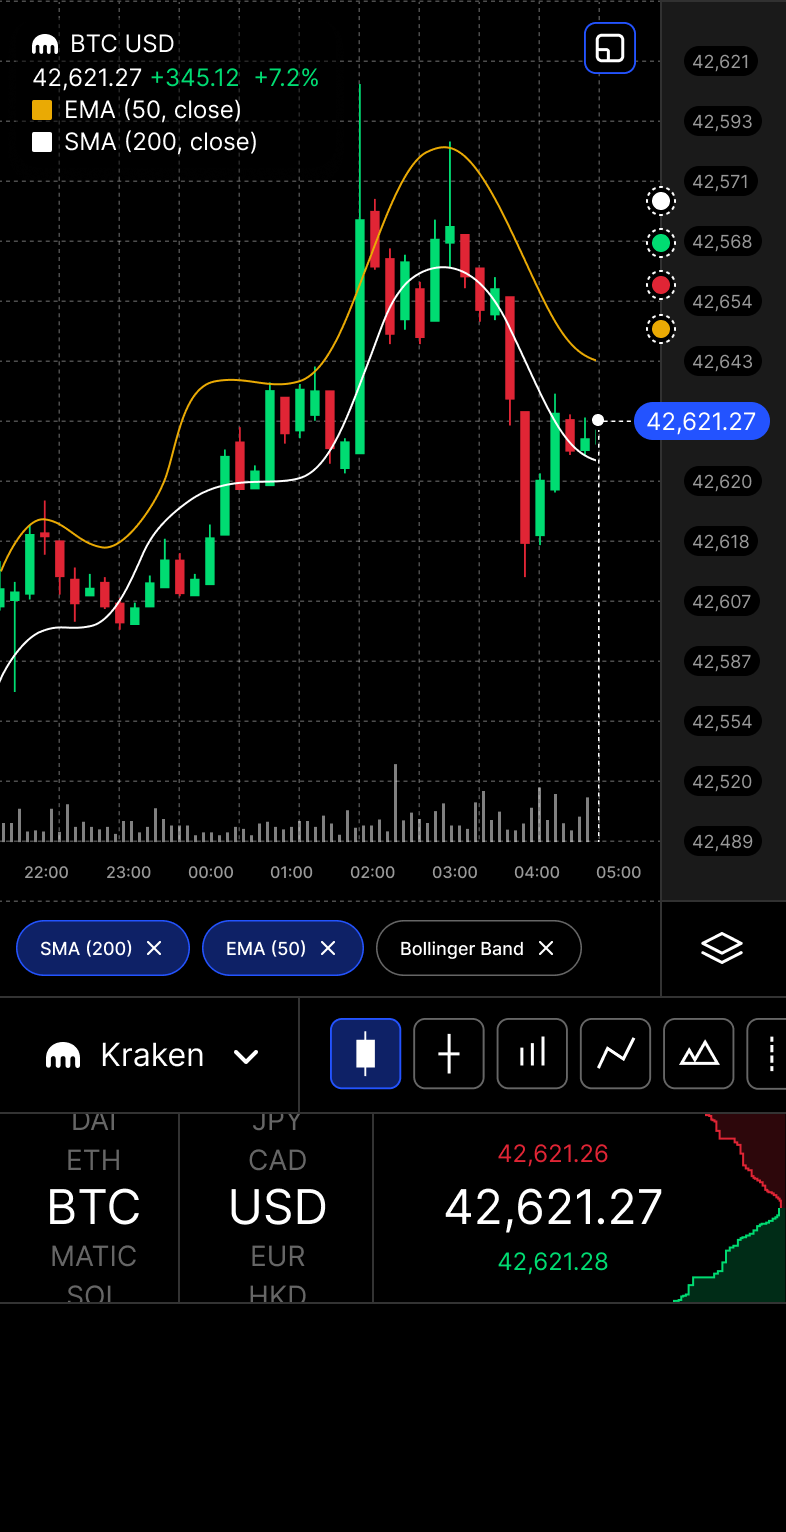 BTC USD
42,621.27 +345.12 +7.2%
EMA (50, close)
SMA (200, close)
42,621
42,593
42,571
42,568
42,654
42,643
42,621.27
42,620
42,618
42,607
42,587
42,554
42,520
42,489
22:00 23:00 00:00 01:00 02:00 03:00 04:00 05:00
SMA (200) EMA (50) Bollinger Band
Kraken
DAI JPY
ETH CAD 42,621.26
BTC USD 42,621.27
MATIC EUR 42,621.28
SOL HKD